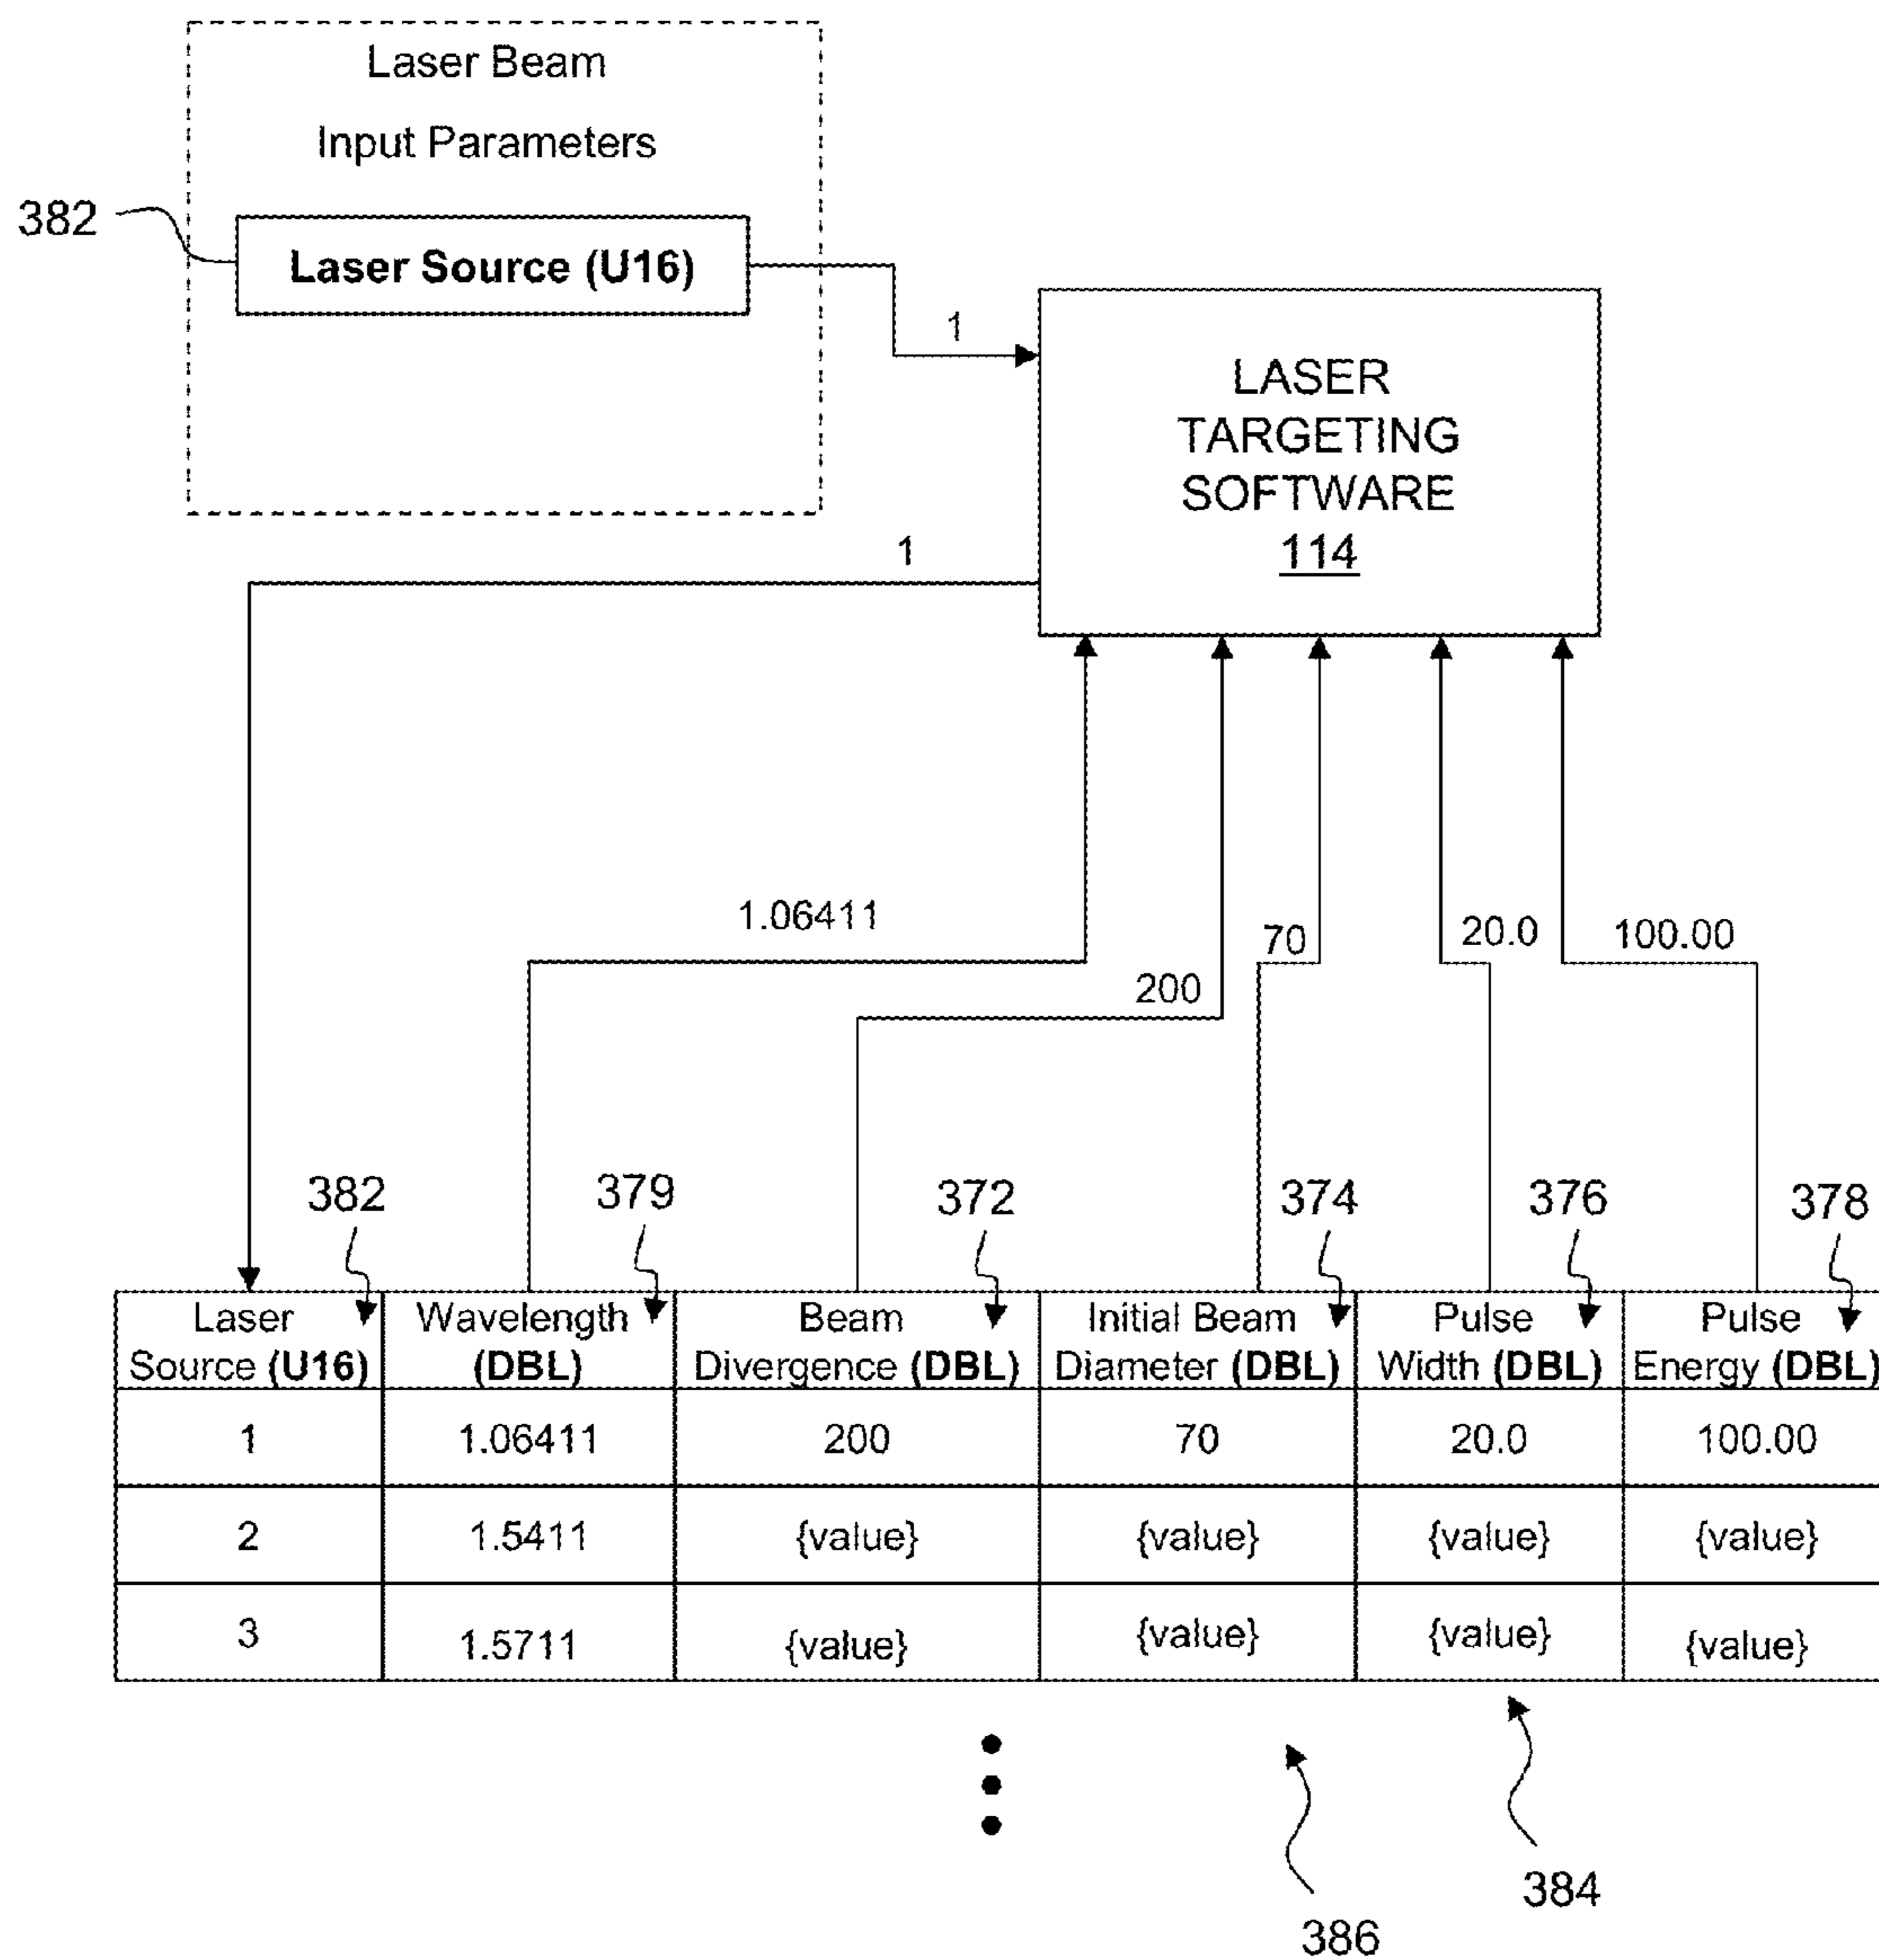 Laser Beam
Input Parameters
382
Laser Source (U16)
1
LASER
TARGETING
SOFTWARE
114
1
1.06411
200
70
20.0
100.00
382
379
372
374
376
378
Laser
Source (U16)
Wavelength
(DBL)
Beam
Divergence (DBL)
Initial Beam
Diameter (DBL)
Pulse
Width (DBL)
Pulse
Energy (DBL)
1
1.06411
200
70
20.0
100.00
2
1.5411
{value}
{value}
{value}
{value}
3
1.5711
{value}
{value}
{value}
{value}
384
386